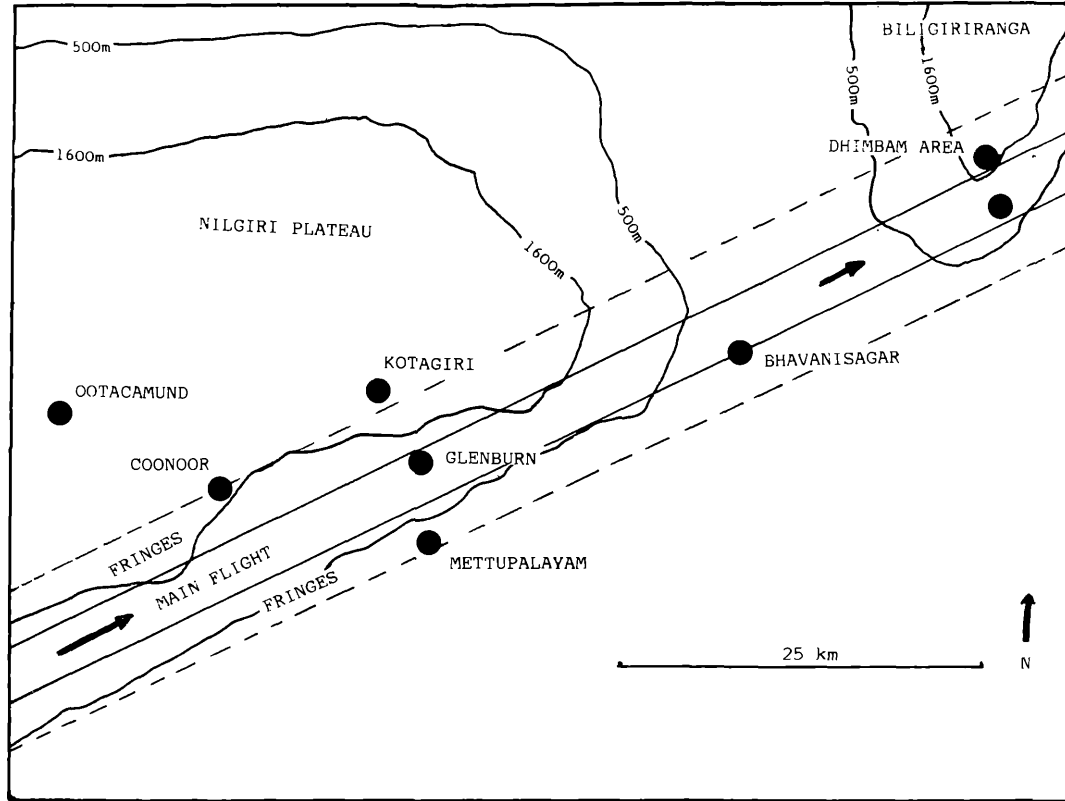 BILIGIRIRANGA
500m
500m
1600m
1600m
DHIMBAM AREA
NILGIRI PLATEAU
500m
1600m
KOTAGIRI
BHAVANISAGAR
OOTACAMUND
COONOOR
GLENBURN
FRINGES
MAIN FLIGHT
FRINGES
METTUPALAYAM
25 km
N